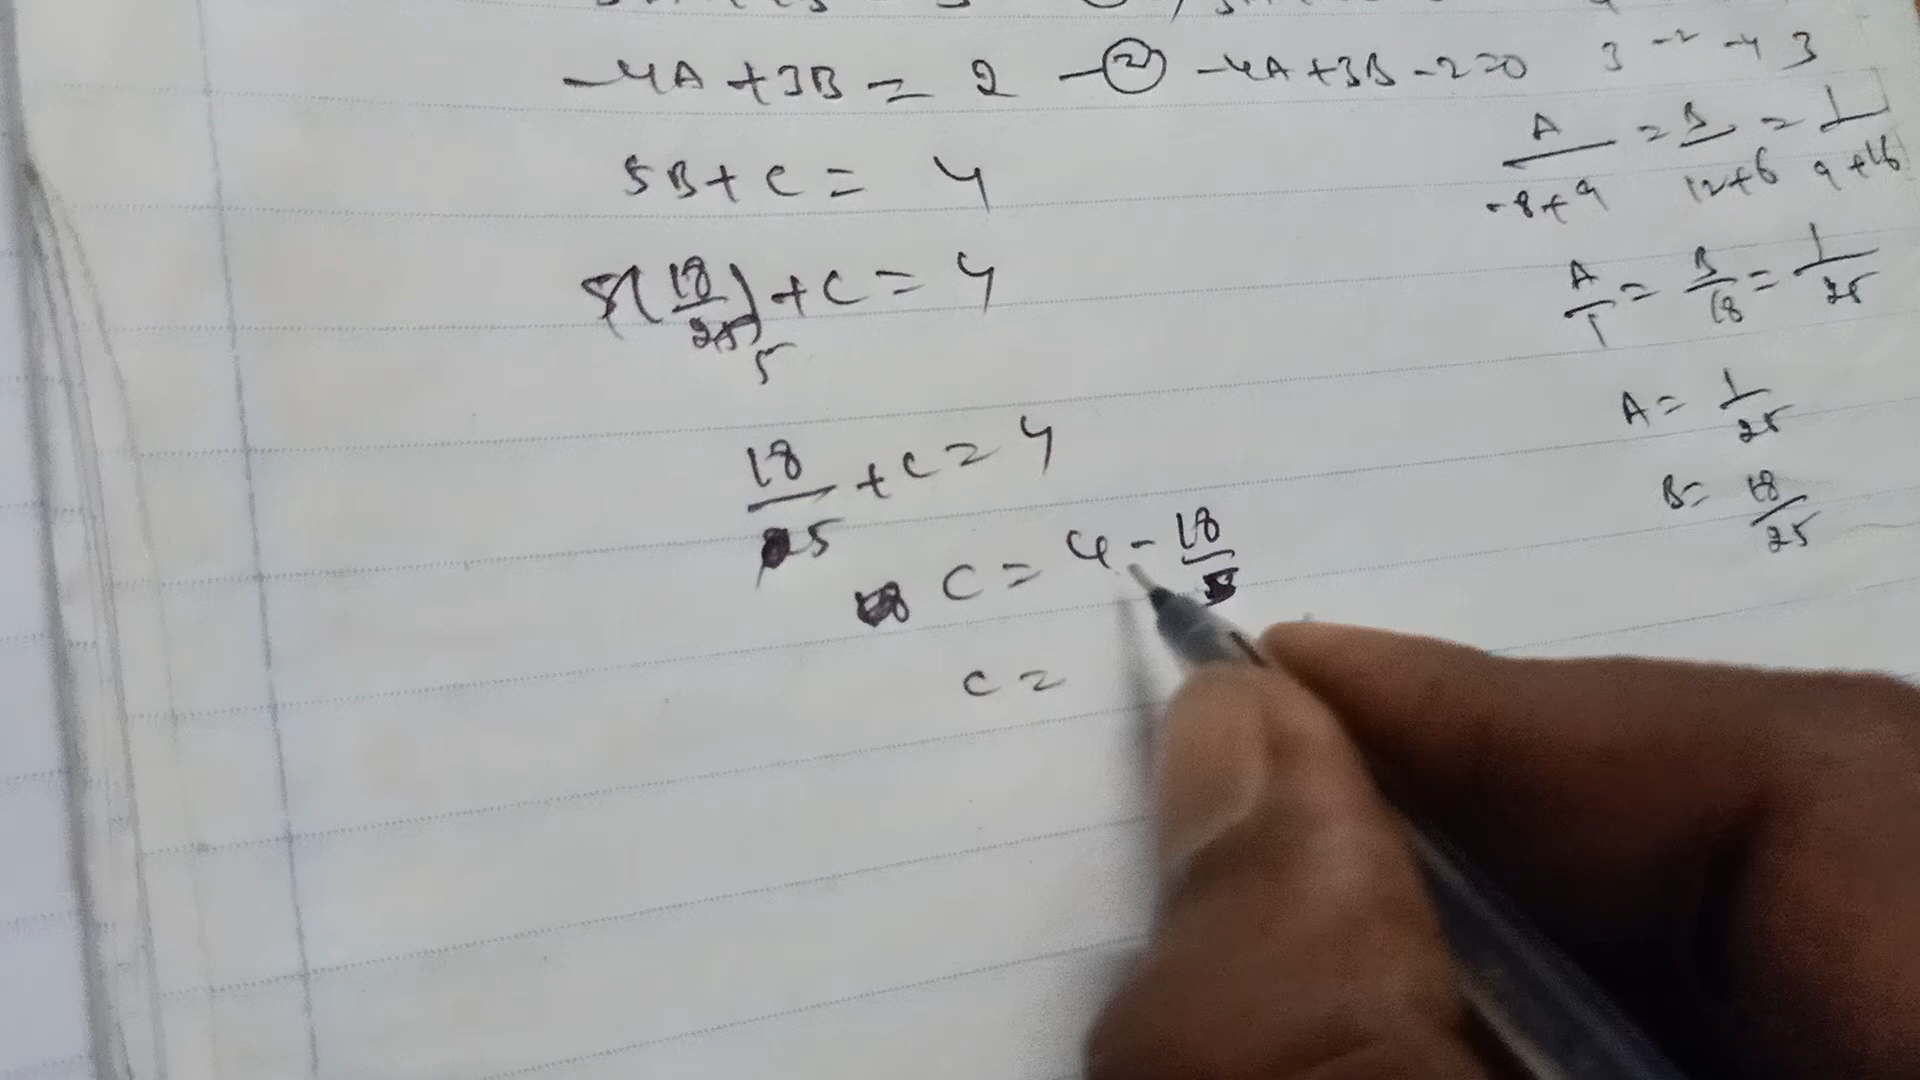 -4A + 3B = 2 -② -4A+3B-2=0 3 -2 -4 3
A/-8+9 = B/12+6 = 1/9+16
5B + C = 4
5(18/25) + C = 4
5
A/1 = B/18 = 1/25
A = 1/25
18/5 + C = 4
B = 18/25
C = 4 - 18/5
C =